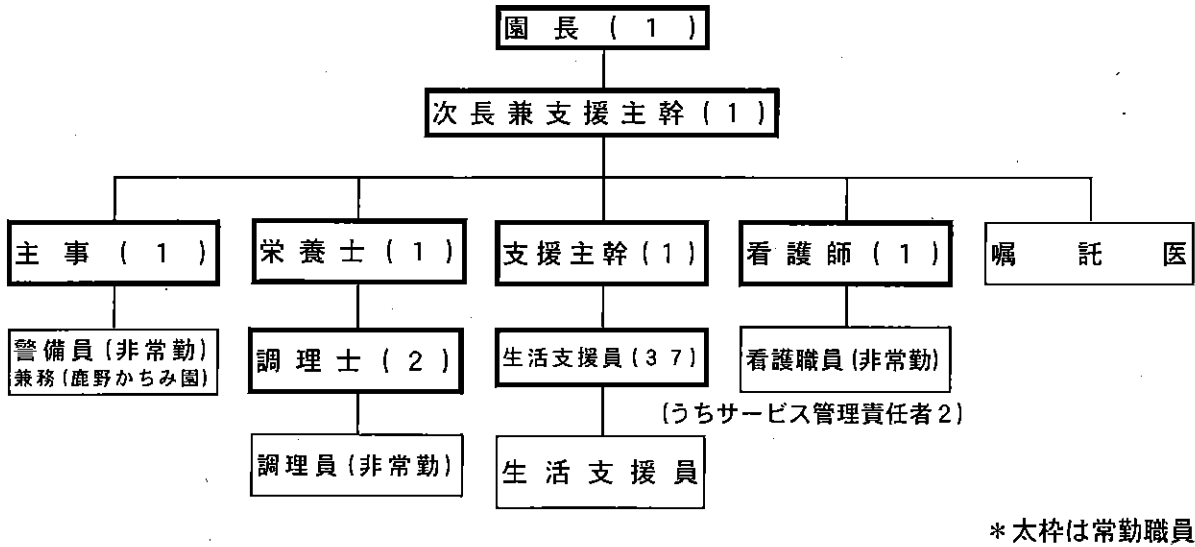 園長(1)
次長兼支援主幹(1)
主事(1)
栄養士(1)
支援主幹(1)
看護師(1)
嘱託医
警備員(非常勤)
兼務(鹿野かちみ園)
調理士(2)
生活支援員(37)
看護職員(非常勤)
(うちサービス管理責任者2)
調理員(非常勤)
生活支援員
*太枠は常勤職員